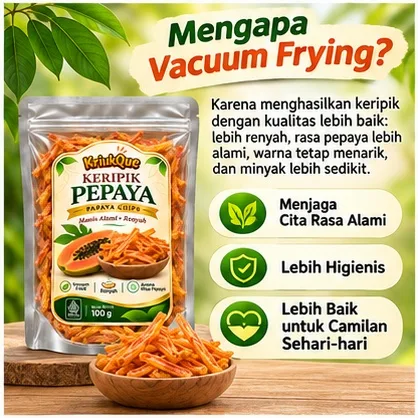 Mengapa
Vacuum Frying?
Karena menghasilkan keripik
dengan kualitas lebih baik:
lebih renyah, rasa pepaya lebih
alami, warna tetap menarik,
dan minyak lebih sedikit.
KriukQue
KERIPIK
PEPAYA
PAPAYA CHIPS
Manis Alami • Renyah
Renyah
100 g
Menjaga
Cita Rasa Alami
Lebih Higienis
Lebih Baik
untuk Camilan
Sehari-hari